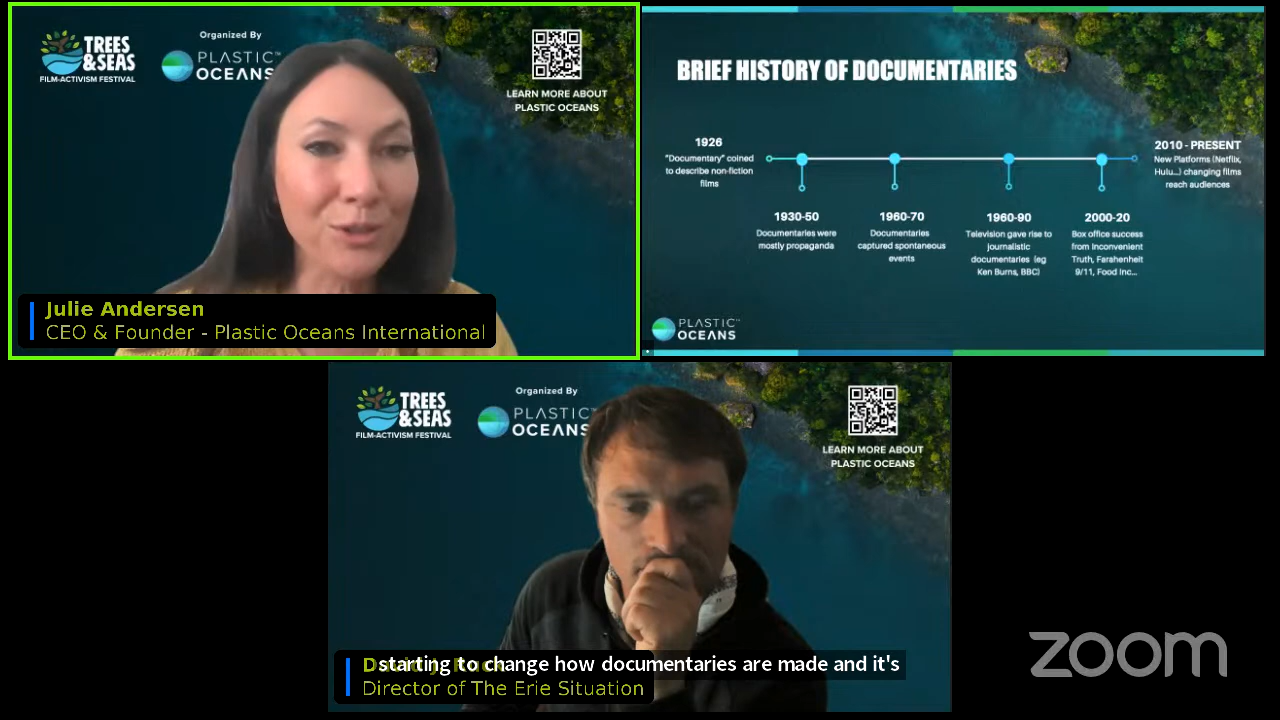 TREES
& SEAS
FILM-ACTIVISM FESTIVAL
Organized By
PLASTIC™
OCEANS
LEARN MORE ABOUT
PLASTIC OCEANS
Julie Andersen
CEO & Founder - Plastic Oceans International
BRIEF HISTORY OF DOCUMENTARIES
1926
"Documentary" coined
to describe non-fiction
films
1930-50
Documentaries were
mostly propaganda
1960-70
Documentaries
captured spontaneous
events
1960-90
Television gave rise to
journalistic
documentaries (eg
Ken Burns, BBC)
2000-20
Box office success
from Inconvenient
Truth, Farahenheit
9/11, Food Inc...
2010 - PRESENT
New Platforms (Netflix,
Hulu...) changing films
reach audiences
PLASTIC™
OCEANS
TREES
& SEAS
FILM-ACTIVISM FESTIVAL
Organized By
PLASTIC
OCEANS
LEARN MORE ABOUT
PLASTIC OCEANS
starting to change how documentaries are made and it's
Director of The Erie Situation
zoom